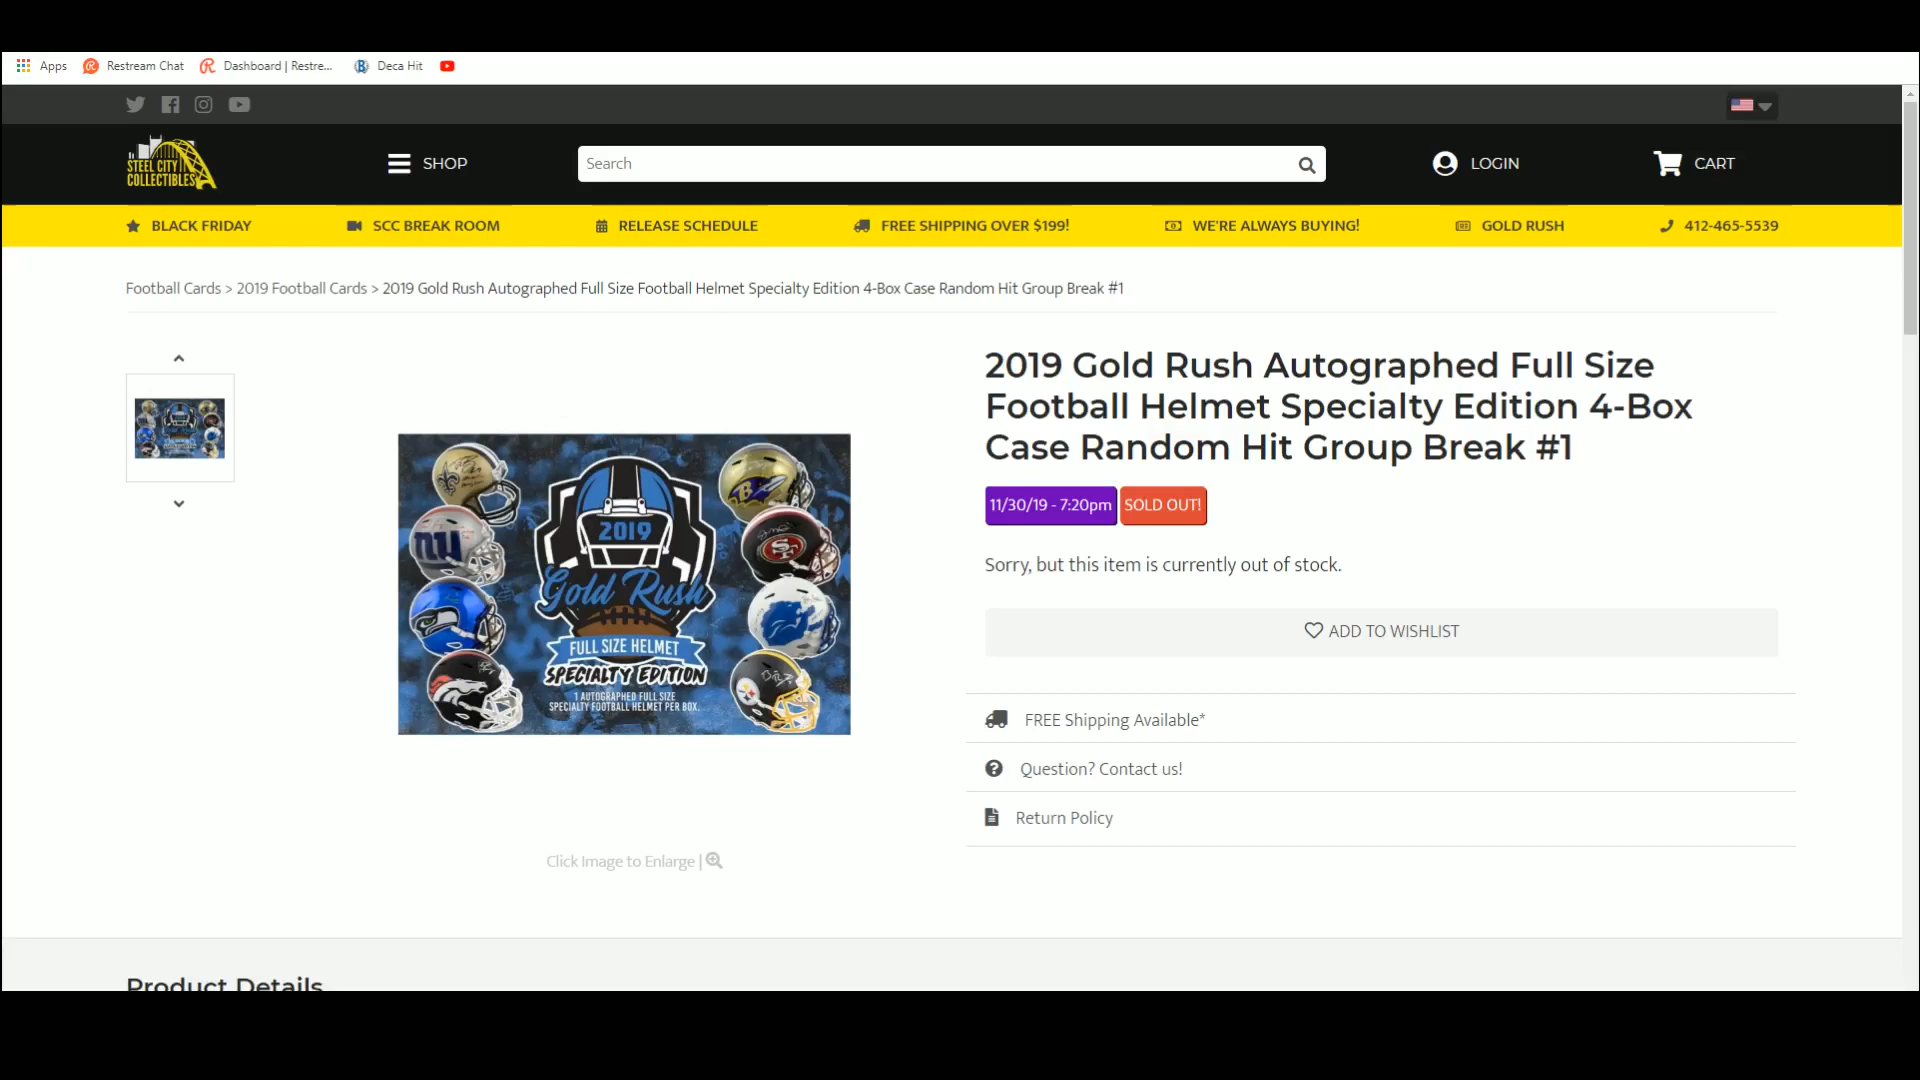 Apps Restream Chat Dashboard | Restre... Deca Hit
STEEL CITY
COLLECTIBLES
SHOP
Search
LOGIN
CART
BLACK FRIDAY SCC BREAK ROOM RELEASE SCHEDULE FREE SHIPPING OVER $199! WE'RE ALWAYS BUYING! GOLD RUSH 412-465-5539
Football Cards > 2019 Football Cards > 2019 Gold Rush Autographed Full Size Football Helmet Specialty Edition 4-Box Case Random Hit Group Break #1
2019
Gold Rush
FULL SIZE HELMET
SPECIALTY EDITION
1 AUTOGRAPHED FULL SIZE
SPECIALTY FOOTBALL HELMET PER BOX.
ny
SF
B
Click Image to Enlarge |
2019 Gold Rush Autographed Full Size
Football Helmet Specialty Edition 4-Box
Case Random Hit Group Break #1
11/30/19 - 7:20pm SOLD OUT!
Sorry, but this item is currently out of stock.
ADD TO WISHLIST
FREE Shipping Available*
Question? Contact us!
Return Policy
Product Details